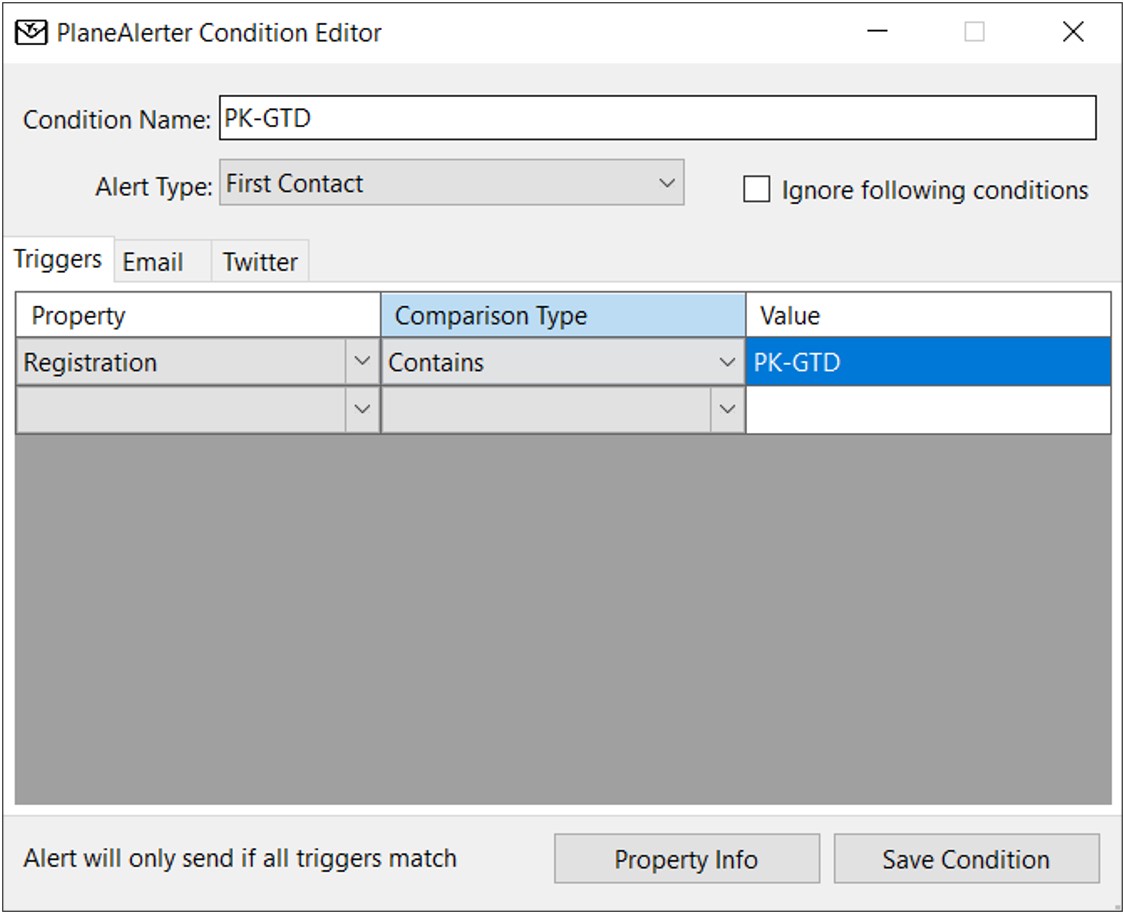 PlaneAlerter Condition Editor
Condition Name: PK-GTD
Alert Type: First Contact Ignore following conditions
Triggers Email Twitter
Property Comparison Type Value
Registration Contains PK-GTD
Alert will only send if all triggers match Property Info Save Condition